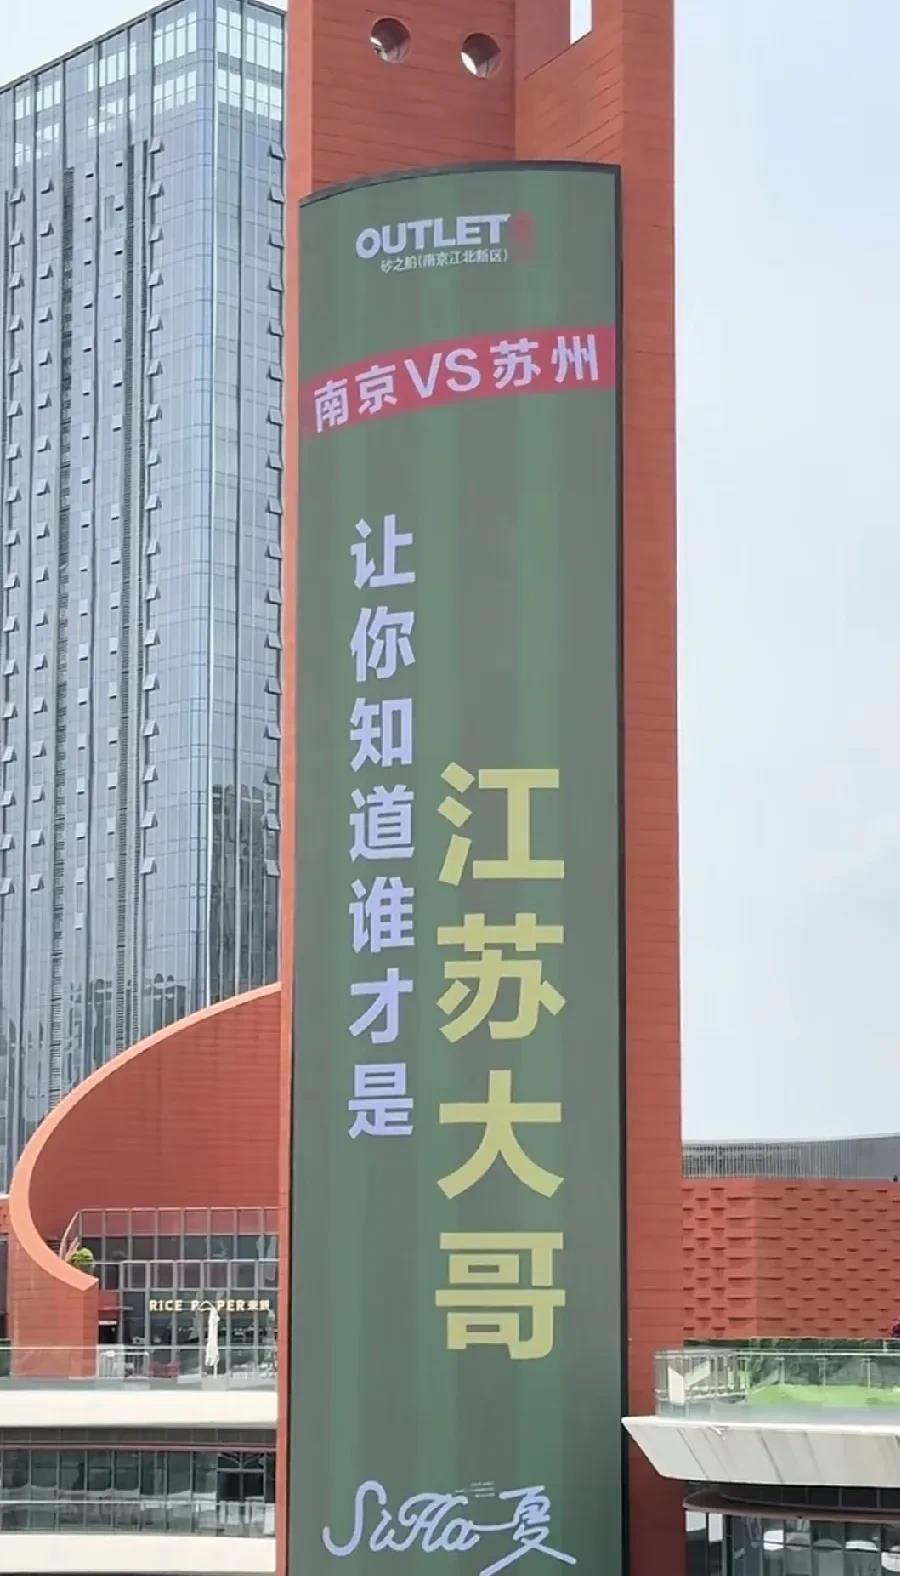 OUTLET
砂之船(南京江北新区)
南京VS苏州
让你知道谁才是
江苏大哥
RICE PAPER
SiHa夏